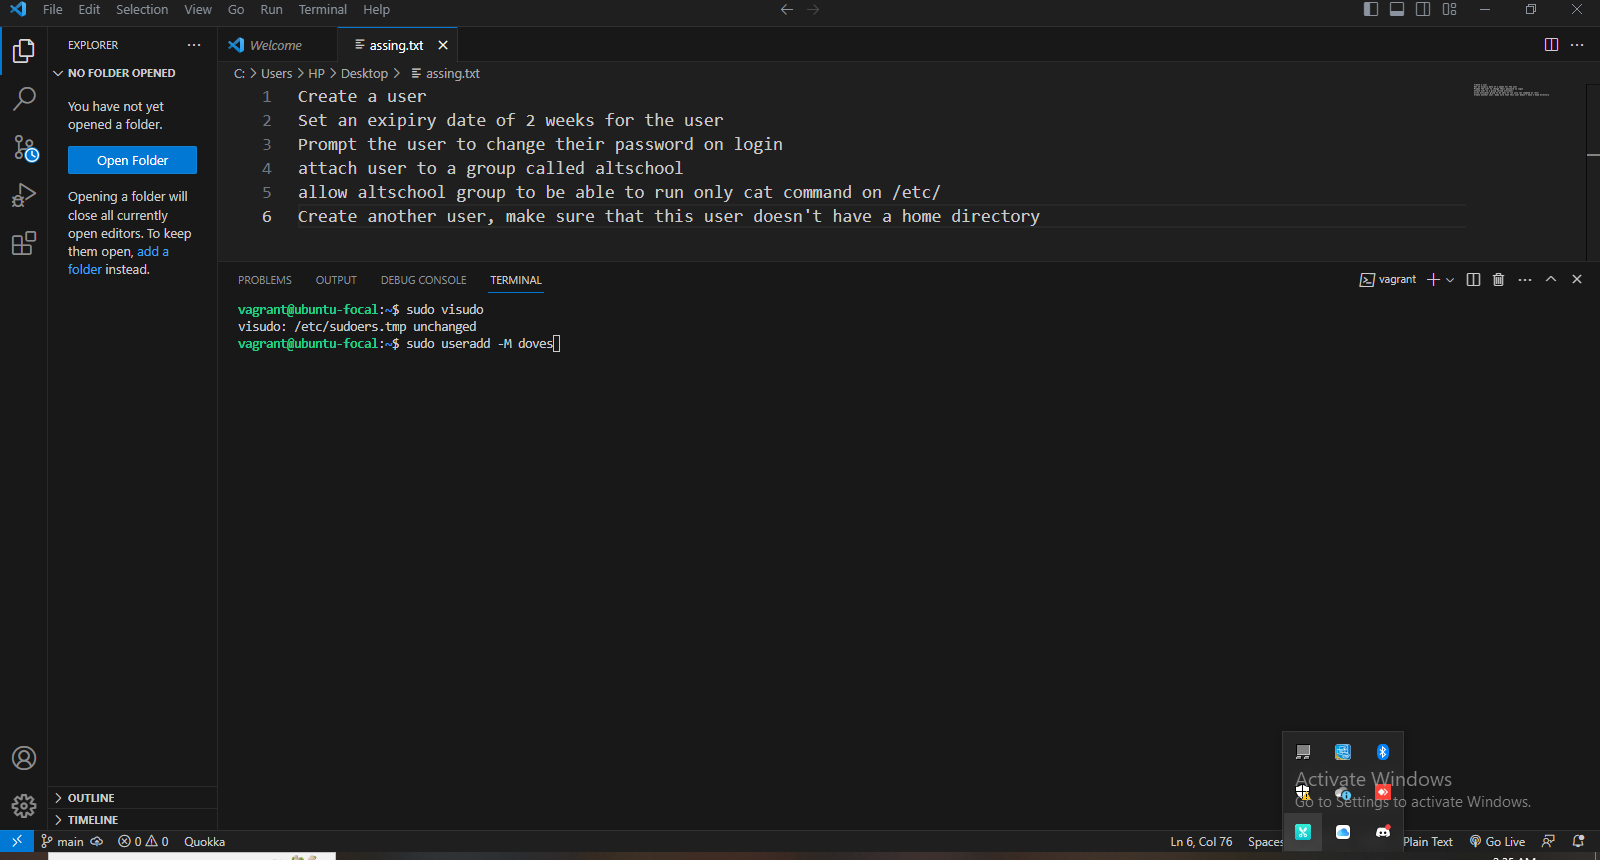 File Edit Selection View Go Run Terminal Help
EXPLORER
NO FOLDER OPENED
You have not yet
opened a folder.
Open Folder
Opening a folder will
close all currently
open editors. To keep
them open, add a
folder instead.
OUTLINE
TIMELINE
Welcome
assing.txt
C: > Users > HP > Desktop > assing.txt
1 Create a user
2 Set an exipiry date of 2 weeks for the user
3 Prompt the user to change their password on login
4 attach user to a group called altschool
5 allow altschool group to be able to run only cat command on /etc/
6 Create another user, make sure that this user doesn't have a home directory
PROBLEMS OUTPUT DEBUG CONSOLE TERMINAL
vagrant
vagrant@ubuntu-focal:~$ sudo visudo
visudo: /etc/sudoers.tmp unchanged
vagrant@ubuntu-focal:~$ sudo useradd -M doves
Activate Windows
Go to Settings to activate Windows.
main 0 0 Quokka
Ln 6, Col 76 Spaces Plain Text Go Live